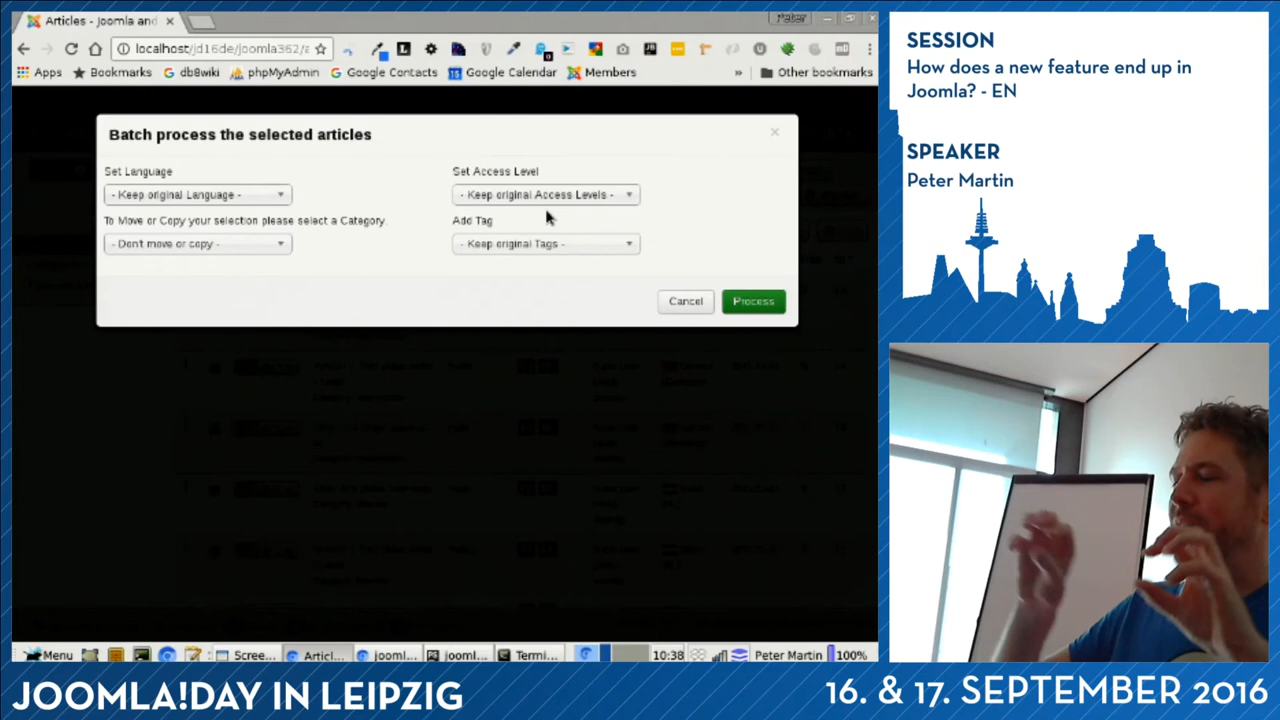 Articles - Joomla and
Peter
localhost/jd16de/joomla362/a
Apps
Bookmarks
db8wiki
phpMyAdmin
Google Contacts
Google Calendar
Members
»
Other bookmarks
Batch process the selected articles
×
Set Language
Set Access Level
- Keep original Language -
- Keep original Access Levels -
To Move or Copy your selection please select a Category.
Add Tag
- Don't move or copy -
- Keep original Tags -
Cancel
Process
Menu
Scree...
Articl...
jooml...
jooml...
Termi...
10:38
Peter Martin
100%
SESSION
How does a new feature end up in
Joomla? - EN
SPEAKER
Peter Martin
JOOMLA!DAY IN LEIPZIG
16. & 17. SEPTEMBER 2016